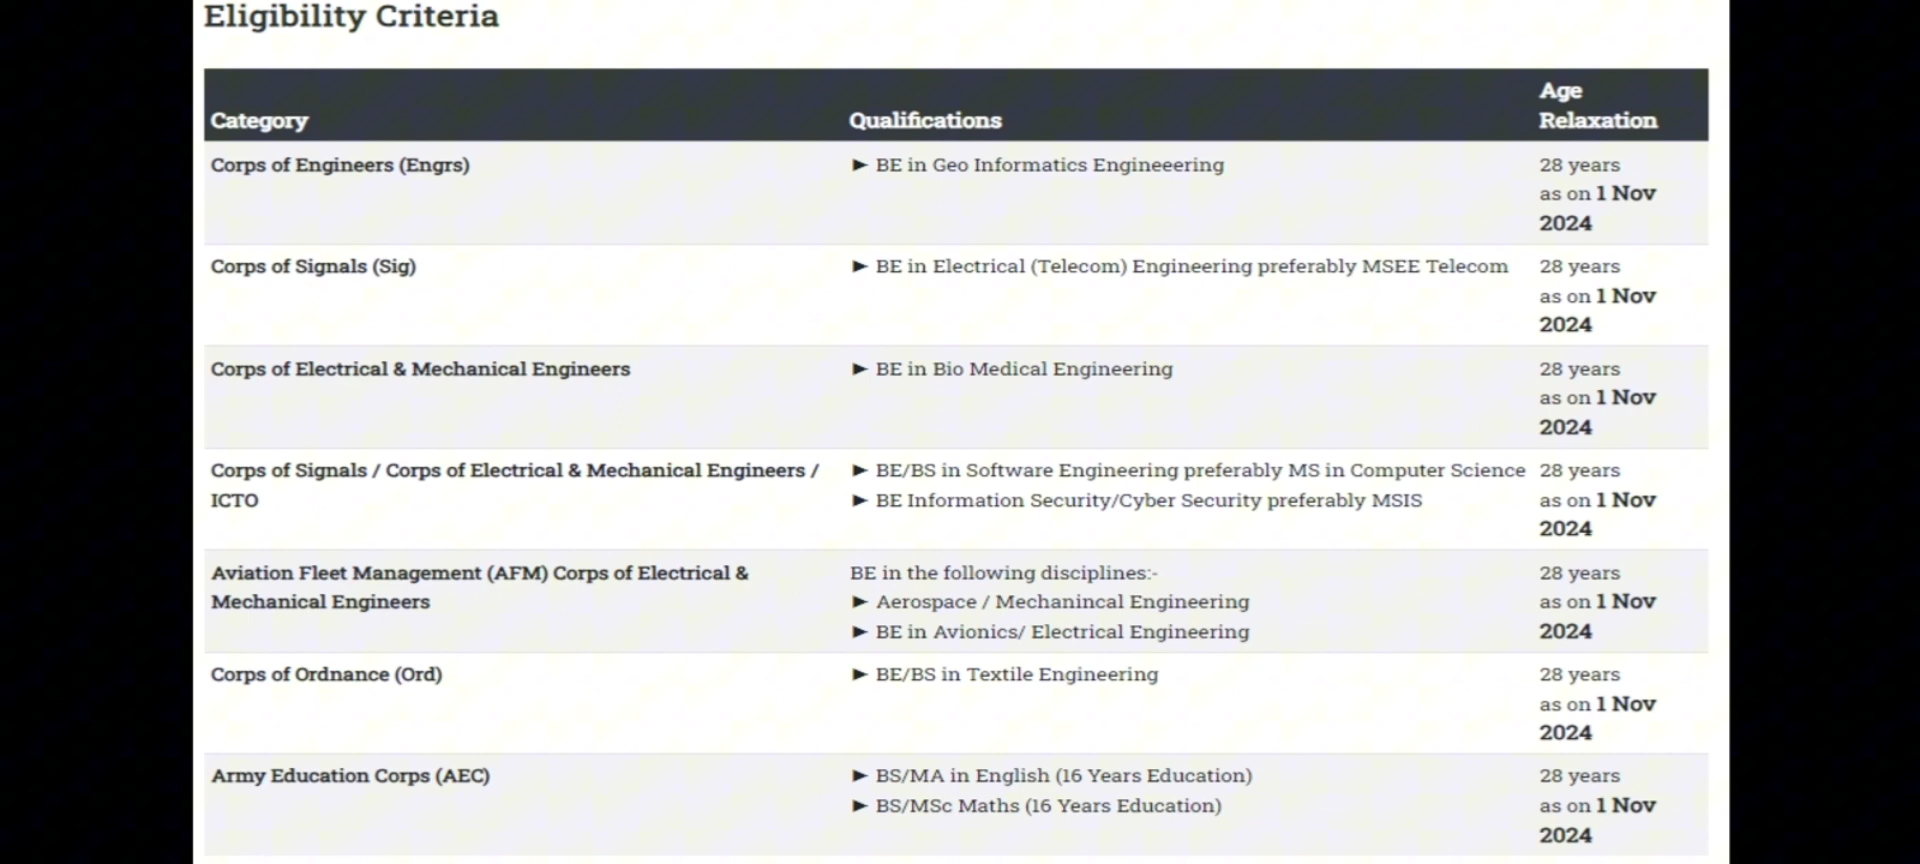 Eligibility Criteria
Category
Qualifications
Age
Relaxation
Corps of Engineers (Engrs)
► BE in Geo Informatics Engineeering
28 years
as on 1 Nov
2024
Corps of Signals (Sig)
► BE in Electrical (Telecom) Engineering preferably MSEE Telecom
28 years
as on 1 Nov
2024
Corps of Electrical & Mechanical Engineers
► BE in Bio Medical Engineering
28 years
as on 1 Nov
2024
Corps of Signals / Corps of Electrical & Mechanical Engineers /
ICTO
► BE/BS in Software Engineering preferably MS in Computer Science
► BE Information Security/Cyber Security preferably MSIS
28 years
as on 1 Nov
2024
Aviation Fleet Management (AFM) Corps of Electrical &
Mechanical Engineers
BE in the following disciplines:-
► Aerospace / Mechanincal Engineering
► BE in Avionics/ Electrical Engineering
28 years
as on 1 Nov
2024
Corps of Ordnance (Ord)
► BE/BS in Textile Engineering
28 years
as on 1 Nov
2024
Army Education Corps (AEC)
► BS/MA in English (16 Years Education)
► BS/MSc Maths (16 Years Education)
28 years
as on 1 Nov
2024